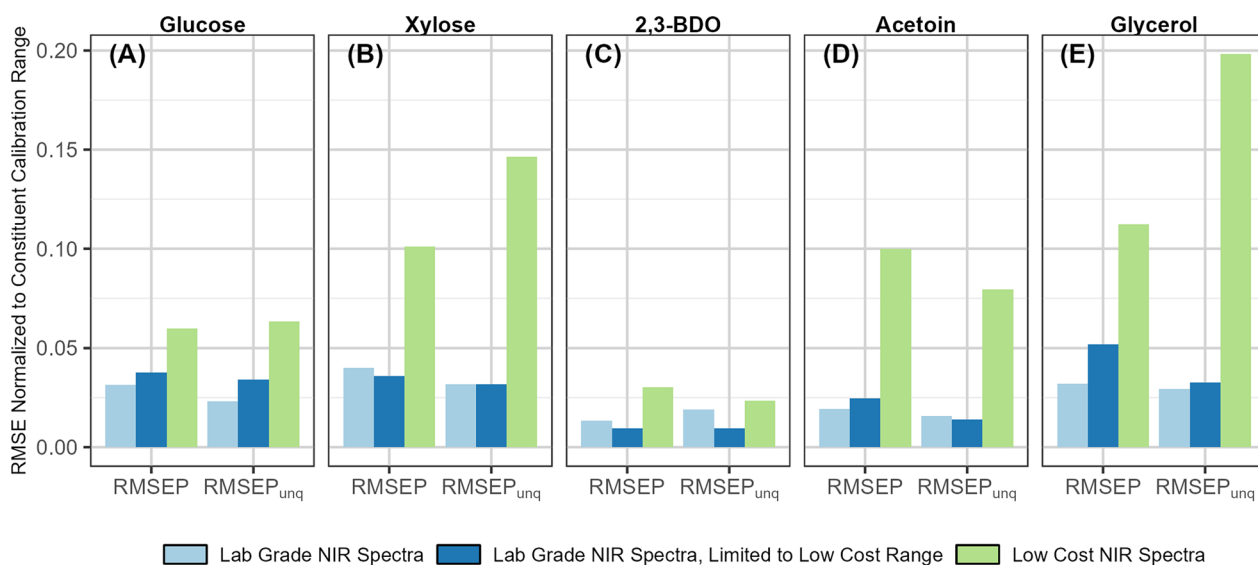 Glucose
Xylose
2,3-BDO
Acetoin
Glycerol
(A)
(B)
(C)
(D)
(E)
RMSE Normalized to Constituent Calibration Range
0.20
0.15
0.10
0.05
0.00
RMSEP RMSEPunq
RMSEP RMSEPunq
RMSEP RMSEPunq
RMSEP RMSEPunq
RMSEP RMSEPunq
Lab Grade NIR Spectra
Lab Grade NIR Spectra, Limited to Low Cost Range
Low Cost NIR Spectra